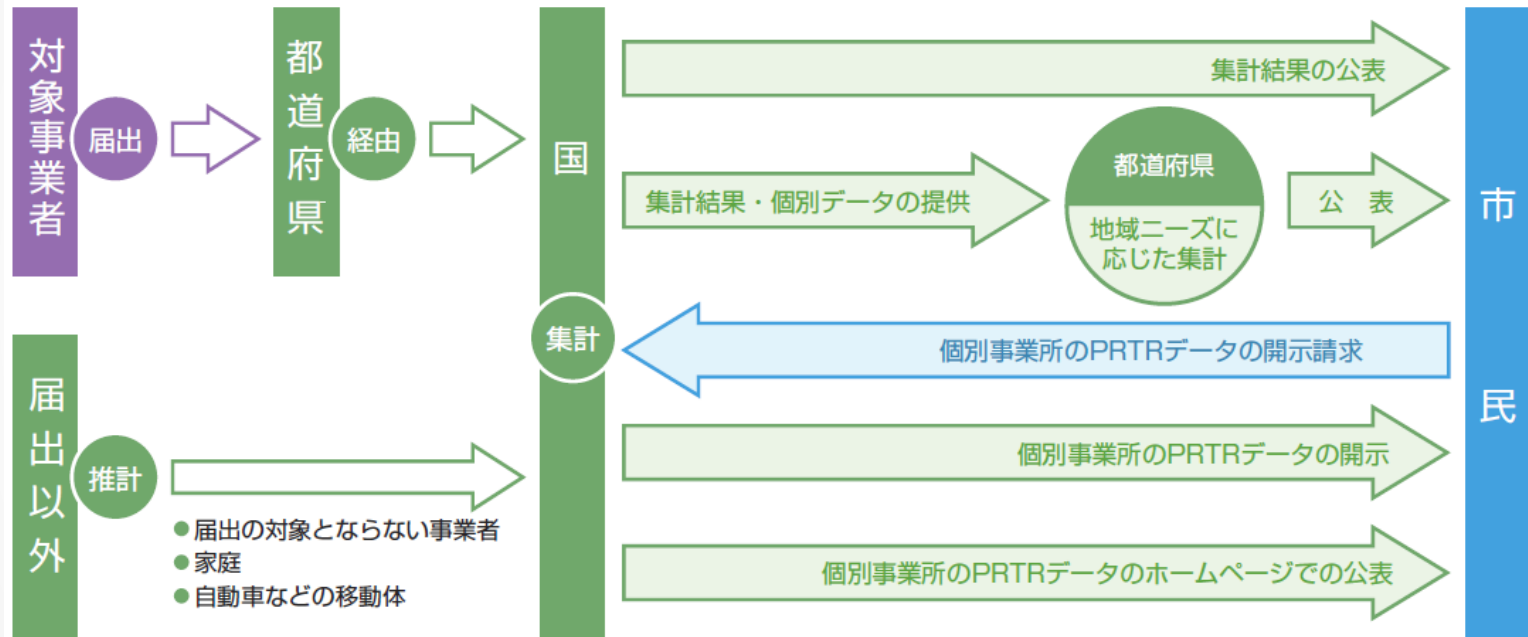 対象事業者
届出
都道府県
経由
国
集計
集計結果の公表
集計結果・個別データの提供
都道府県
地域ニーズに
応じた集計
公　表
個別事業所のPRTRデータの開示請求
個別事業所のPRTRデータの開示
個別事業所のPRTRデータのホームページでの公表
市民
届出以外
推計
●届出の対象とならない事業者
●家庭
●自動車などの移動体